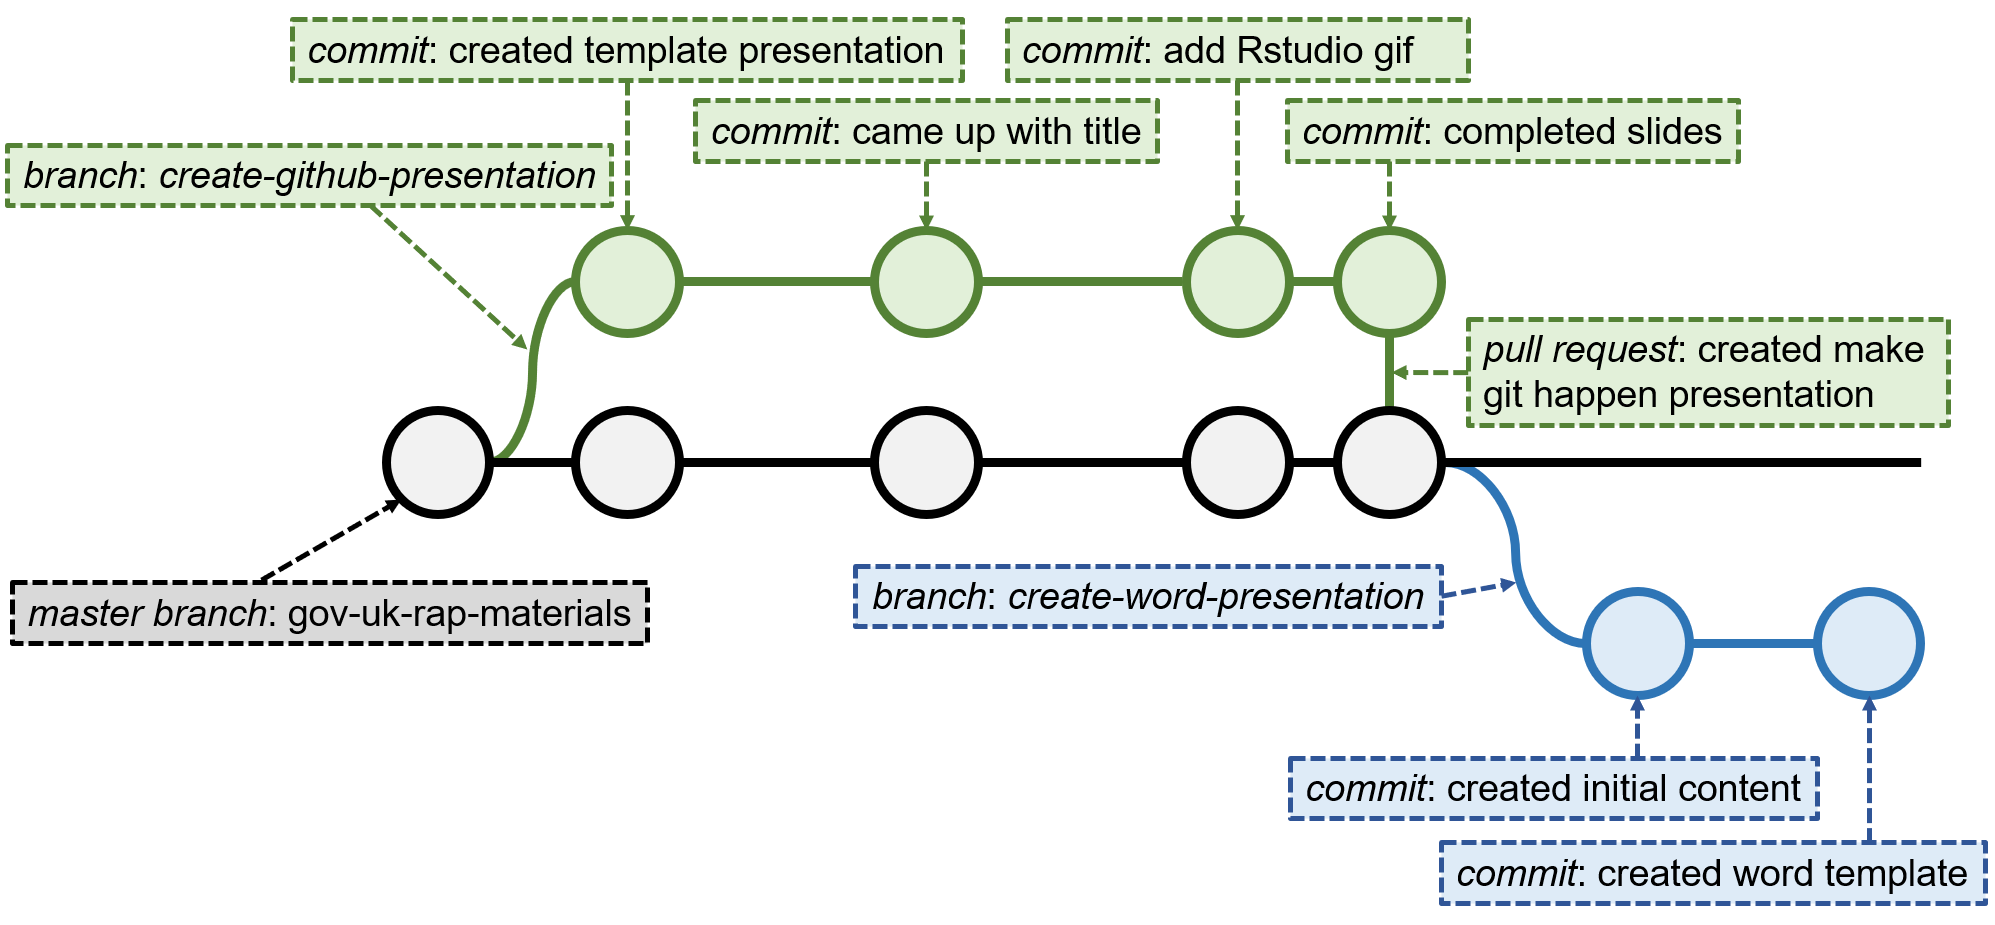 commit: created template presentation
commit: add Rstudio gif
commit: came up with title
commit: completed slides
branch: create-github-presentation
pull request: created make
git happen presentation
master branch: gov-uk-rap-materials
branch: create-word-presentation
commit: created initial content
commit: created word template